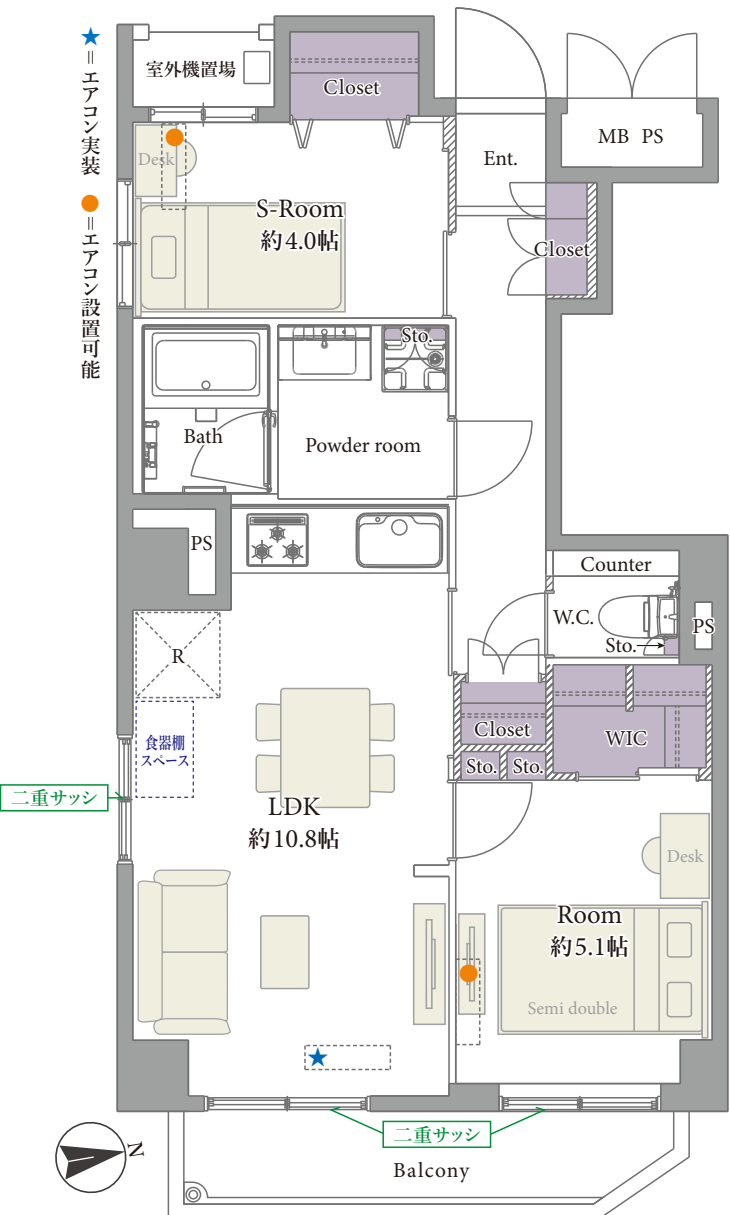 ★＝エアコン実装
●＝エアコン設置可能
室外機置場
Closet
MB PS
Ent.
Desk
S-Room
約4.0帖
Closet
Sto.
Bath
Powder room
PS
Counter
W.C.
Sto.
PS
R
食器棚
スペース
Closet
WIC
Sto.
Sto.
二重サッシ
LDK
約10.8帖
Desk
Room
約5.1帖
Semi double
二重サッシ
Balcony
N